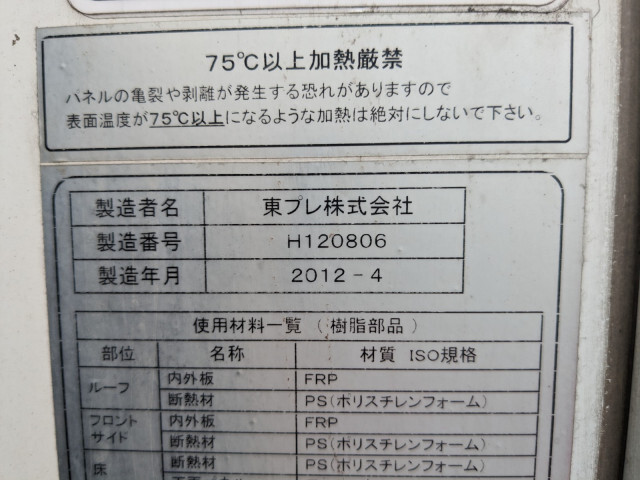 75℃以上加熱厳禁
パネルの亀裂や剥離が発生する恐れがありますので
表面温度が75℃以上になるような加熱は絶対にしないで下さい。
製造者名 東プレ株式会社
製造番号 H120806
製造年月 2012-4
使用材料一覧 (樹脂部品)
部位 名称 材質 ISO規格
ルーフ 内外板 FRP
断熱材 PS(ポリスチレンフォーム)
フロント サイド 内外板 FRP
断熱材 PS(ポリスチレンフォーム)
床 断熱材 PS(ポリスチレンフォーム)